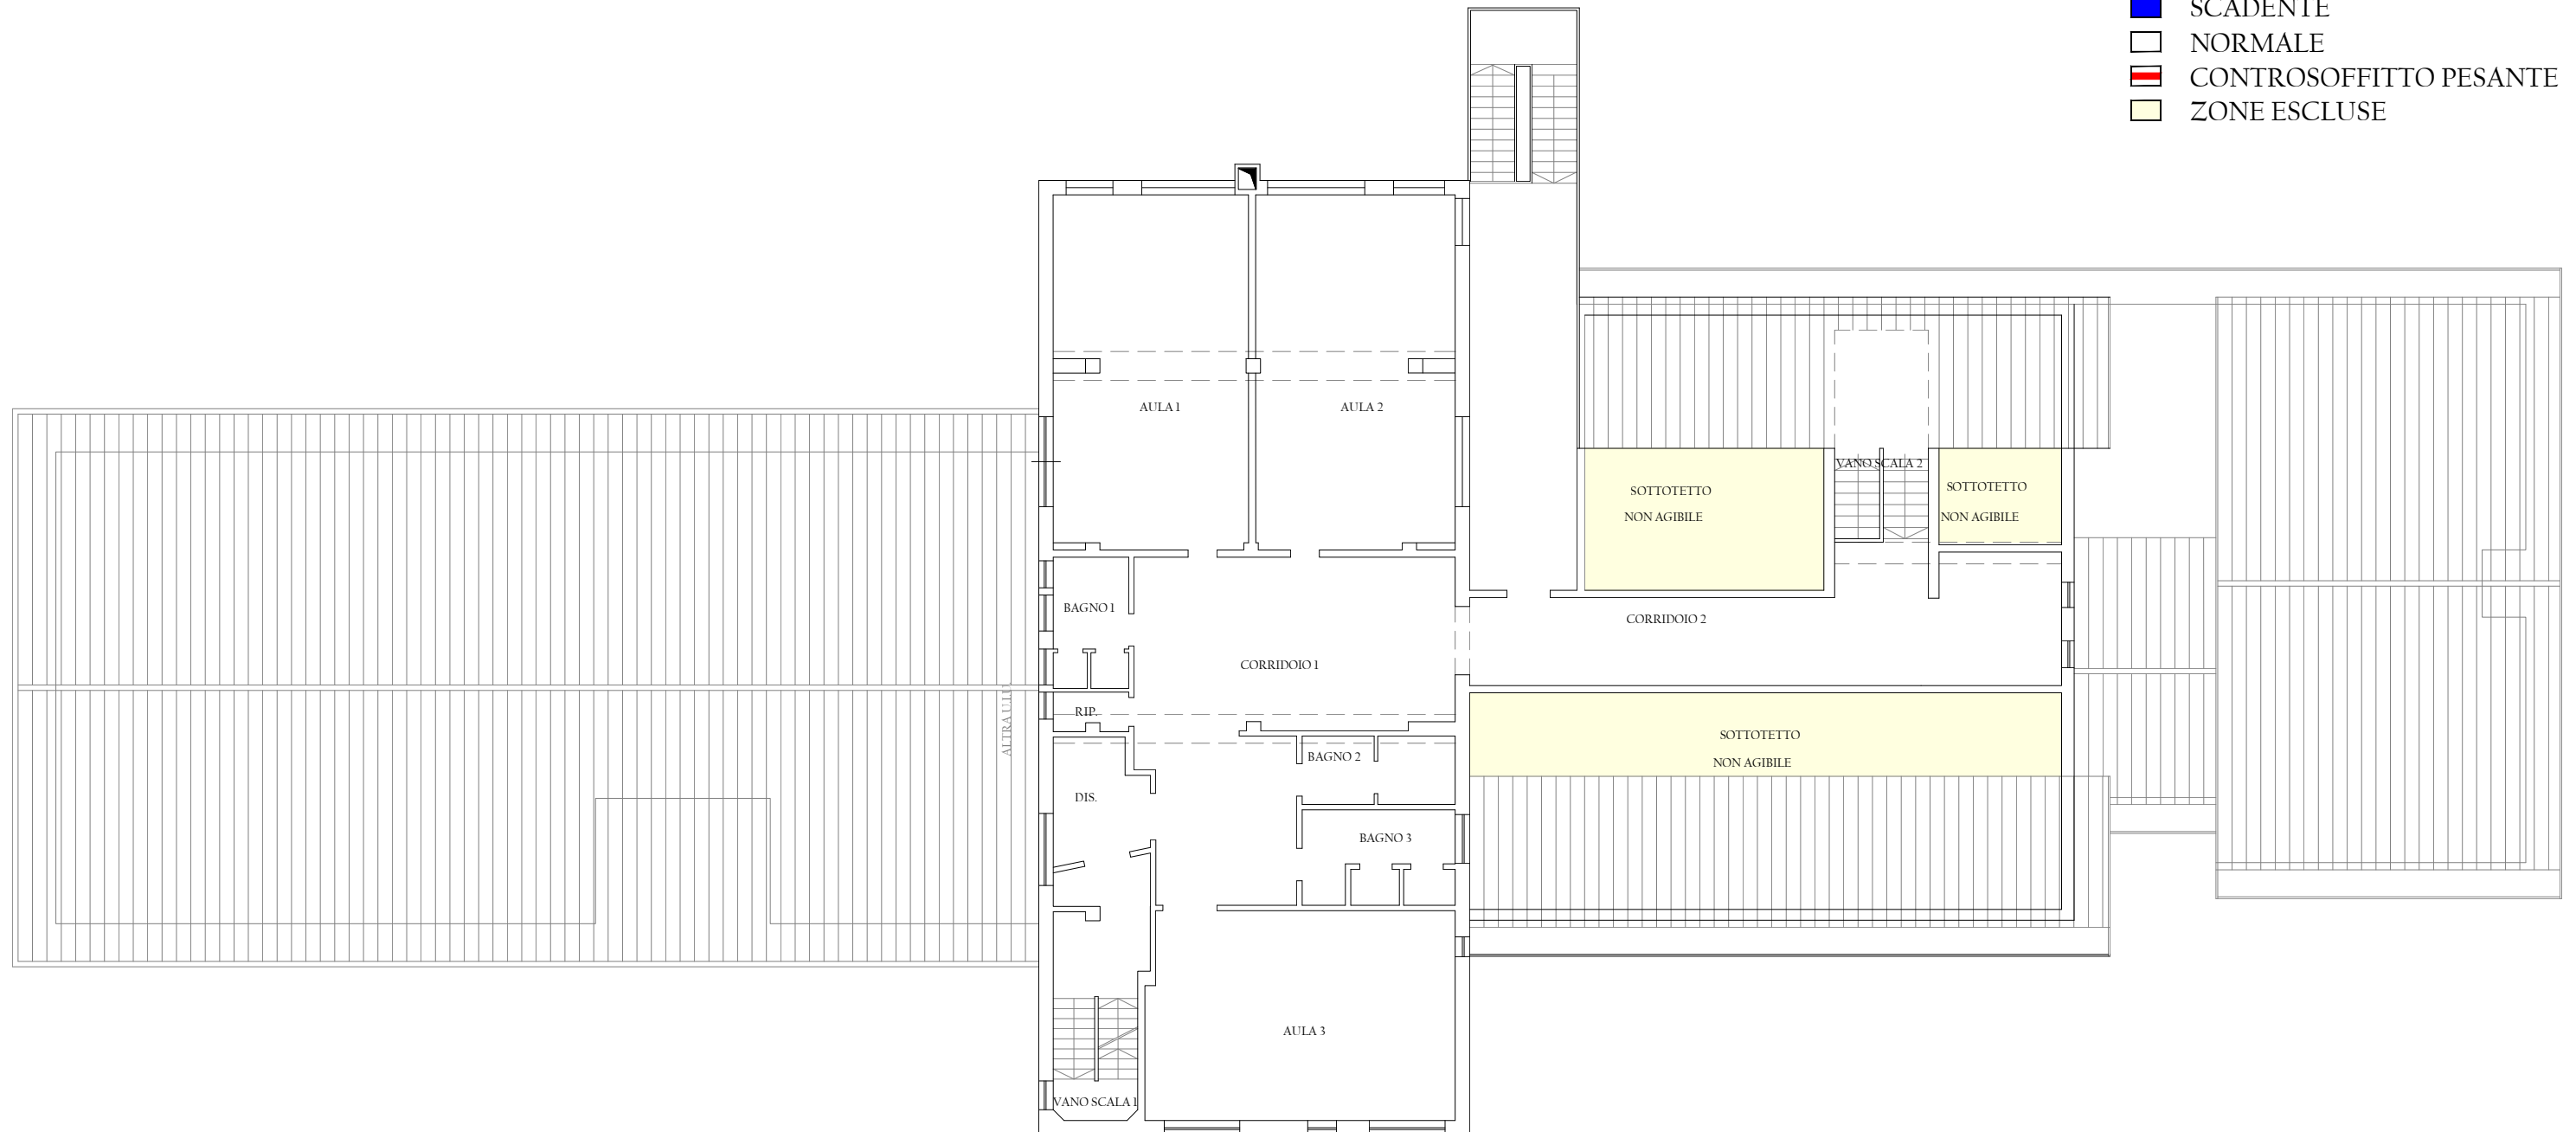 SCADENTE
NORMALE
CONTROSOFFITTO PESANTE
ZONE ESCLUSE
AULA 1
AULA 2
VANO SCALA 2
SOTTOTETTO
NON AGIBILE
SOTTOTETTO
NON AGIBILE
BAGNO 1
CORRIDOIO 2
CORRIDOIO 1
RIP.
ALTRA U.I.U.
SOTTOTETTO
NON AGIBILE
BAGNO 2
DIS.
BAGNO 3
AULA 3
VANO SCALA 1